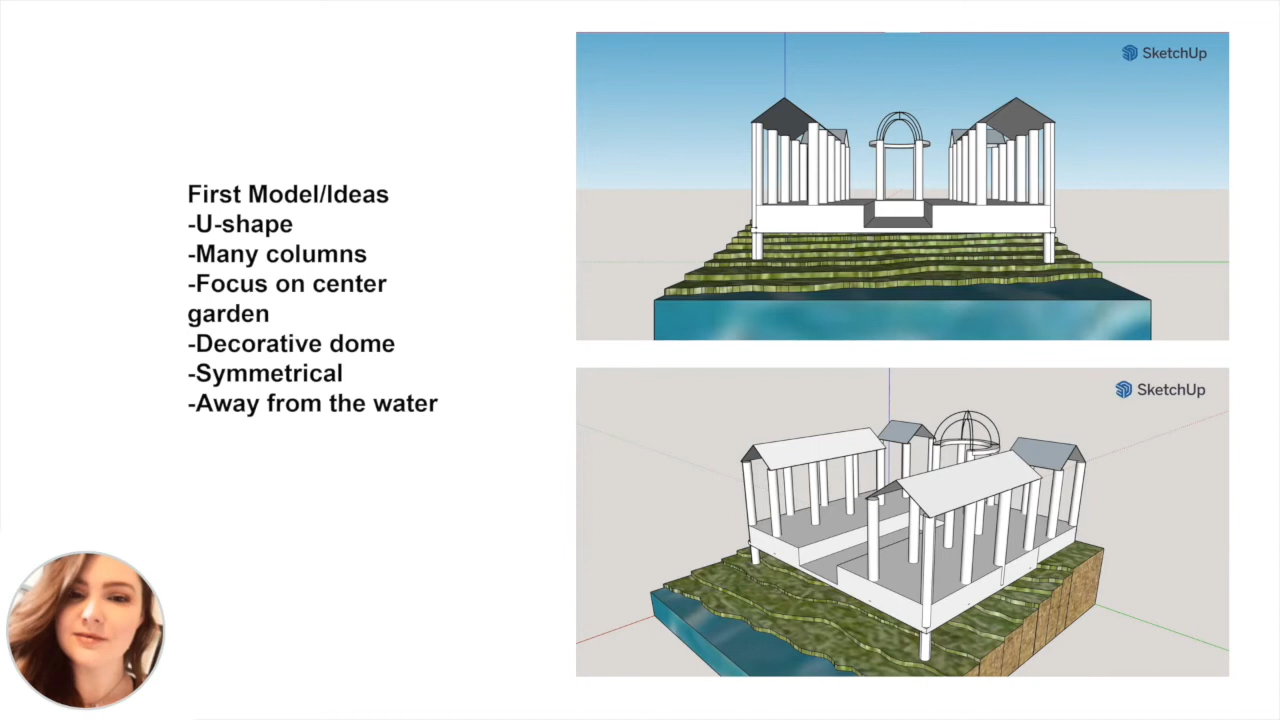 First Model/Ideas
-U-shape
-Many columns
-Focus on center
garden
-Decorative dome
-Symmetrical
-Away from the water
SketchUp
SketchUp